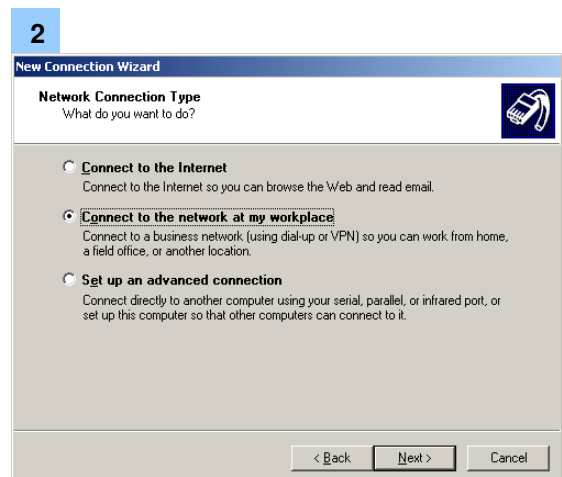 2
New Connection Wizard
Network Connection Type
What do you want to do?
Connect to the Internet
Connect to the Internet so you can browse the Web and read email.
Connect to the network at my workplace
Connect to a business network (using dial-up or VPN) so you can work from home,
a field office, or another location.
Set up an advanced connection
Connect directly to another computer using your serial, parallel, or infrared port, or
set up this computer so that other computers can connect to it.
< Back Next > Cancel